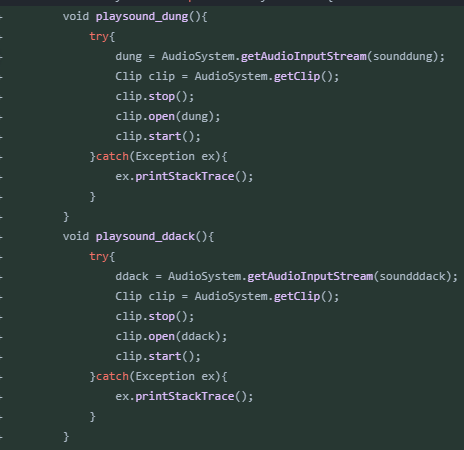 void playsound_dung(){
try{
dung = AudioSystem.getAudioInputStream(sounddung);
Clip clip = AudioSystem.getClip();
clip.stop();
clip.open(dung);
clip.start();
}catch(Exception ex){
ex.printStackTrace();
}
}
void playsound_ddack(){
try{
ddack = AudioSystem.getAudioInputStream(soundddack);
Clip clip = AudioSystem.getClip();
clip.stop();
clip.open(ddack);
clip.start();
}catch(Exception ex){
ex.printStackTrace();
}
}